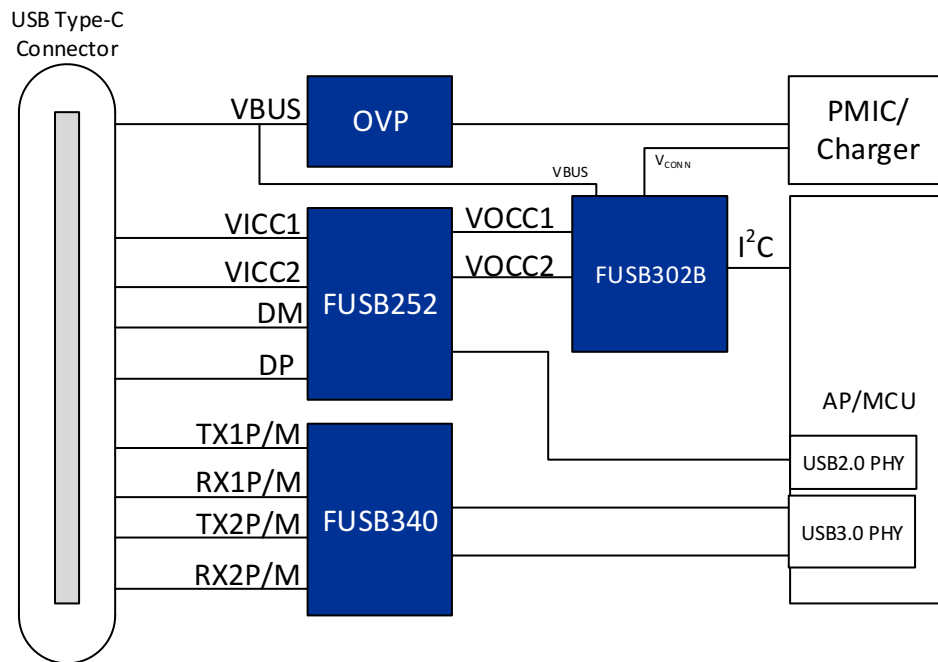 USB Type-C
Connector
VBUS
OVP
PMIC/
Charger
VBUS
VCONN
VICC1
VOCC1
I²C
VICC2
VOCC2
FUSB302B
FUSB252
DM
DP
AP/MCU
TX1P/M
USB2.0 PHY
RX1P/M
TX2P/M
FUSB340
USB3.0 PHY
RX2P/M